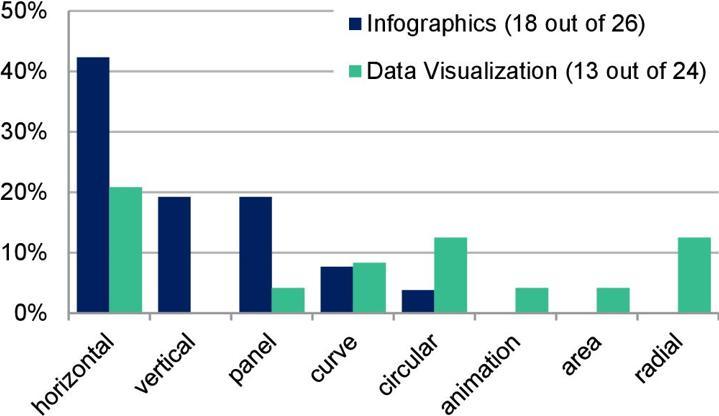 50%
Infographics (18 out of 26)
40%
Data Visualization (13 out of 24)
30%
20%
10%
0%
horizontal
vertical
panel
curve
circular
animation
area
radial